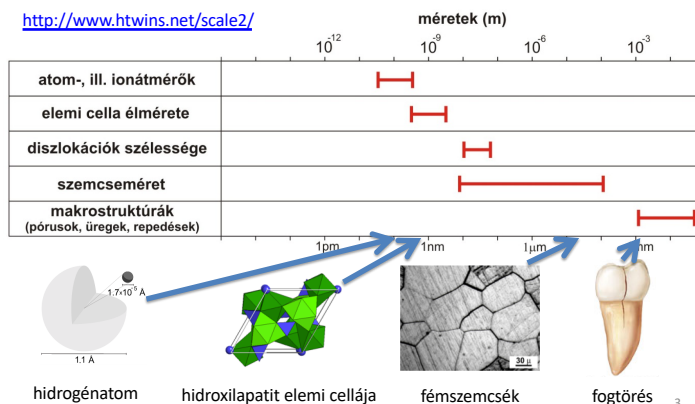 http://www.htwins.net/scale2/
méretek (m)
10⁻¹² 10⁻⁹ 10⁻⁶ 10⁻³
atom-, ill. ionátmérők
elemi cella élmérete
diszlokációk szélessége
szemcseméret
makrostruktúrák
(pórusok, üregek, repedések)
1pm 1nm 1μm
1.7×10⁻⁵ Å
1.1 Å
30 μ
hidrogénatom hidroxilapatit elemi cellája fémszemcsék fogtörés
3